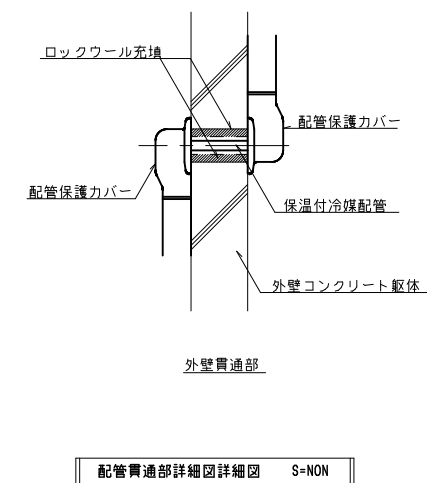 ロックウール充填
配管保護カバー
配管保護カバー
保温付冷媒配管
外壁コンクリート躯体
外壁貫通部
配管貫通部詳細図詳細図 S=NON